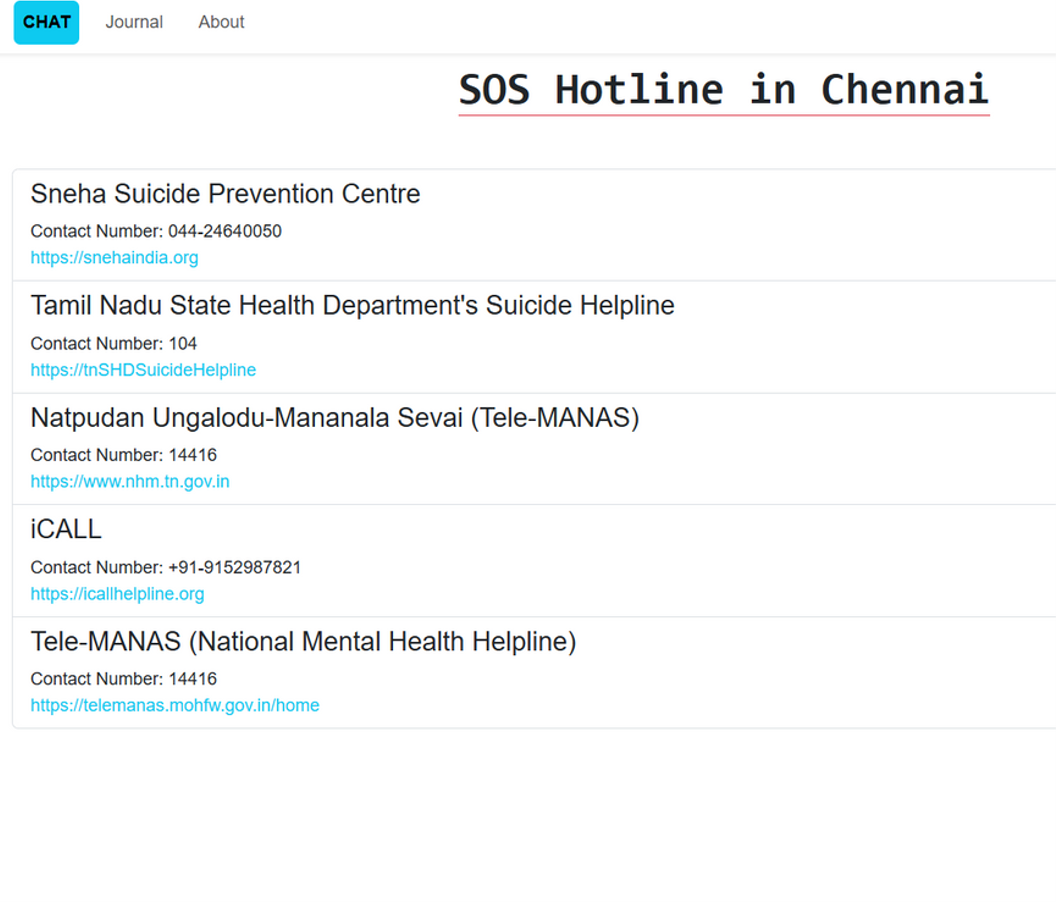 CHAT Journal About
SOS Hotline in Chennai
Sneha Suicide Prevention Centre
Contact Number: 044-24640050
https://snehaindia.org
Tamil Nadu State Health Department's Suicide Helpline
Contact Number: 104
https://tnSHDSuicideHelpline
Natpudan Ungalodu-Mananala Sevai (Tele-MANAS)
Contact Number: 14416
https://www.nhm.tn.gov.in
iCALL
Contact Number: +91-9152987821
https://icallhelpline.org
Tele-MANAS (National Mental Health Helpline)
Contact Number: 14416
https://telemanas.mohfw.gov.in/home